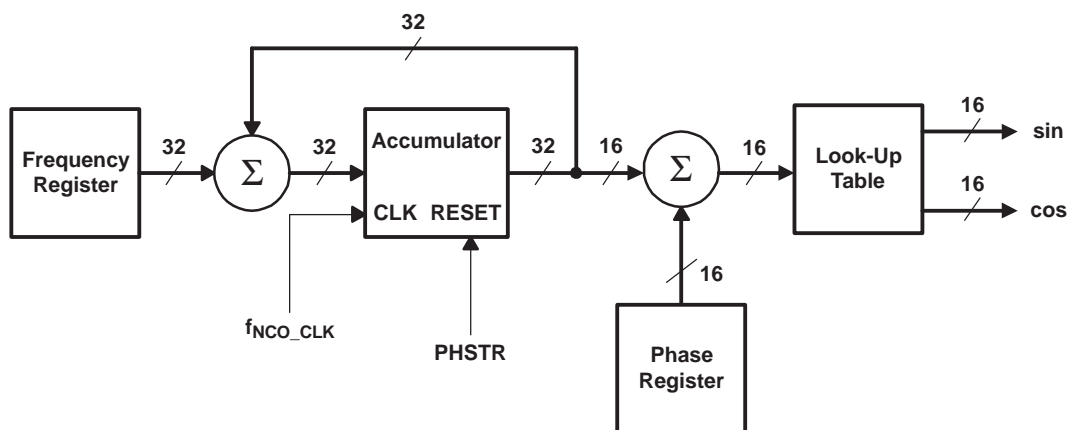 32
Frequency
Register
32
Σ
32
Accumulator
CLK RESET
32
16
Σ
16
Look-Up
Table
16
sin
16
cos
fNCO_CLK
PHSTR
16
Phase
Register